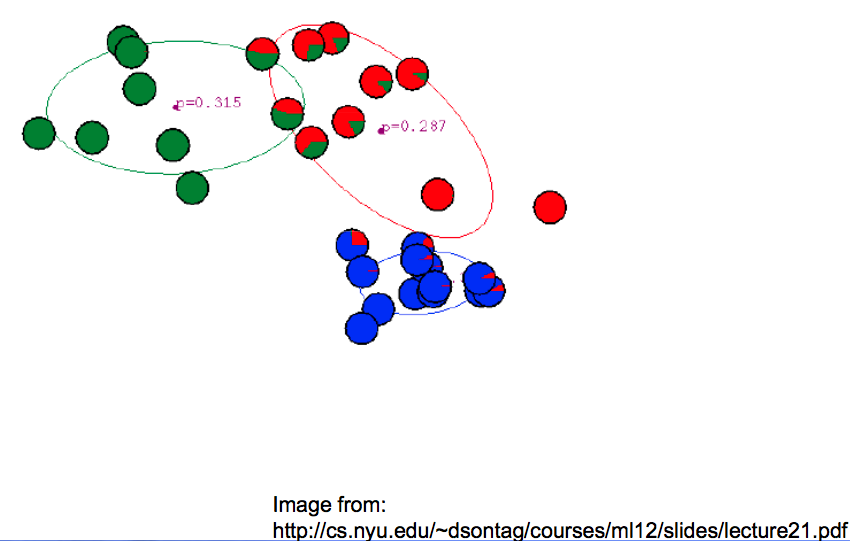 p=0.315
p=0.287
Image from:
http://cs.nyu.edu/~dsontag/courses/ml12/slides/lecture21.pdf